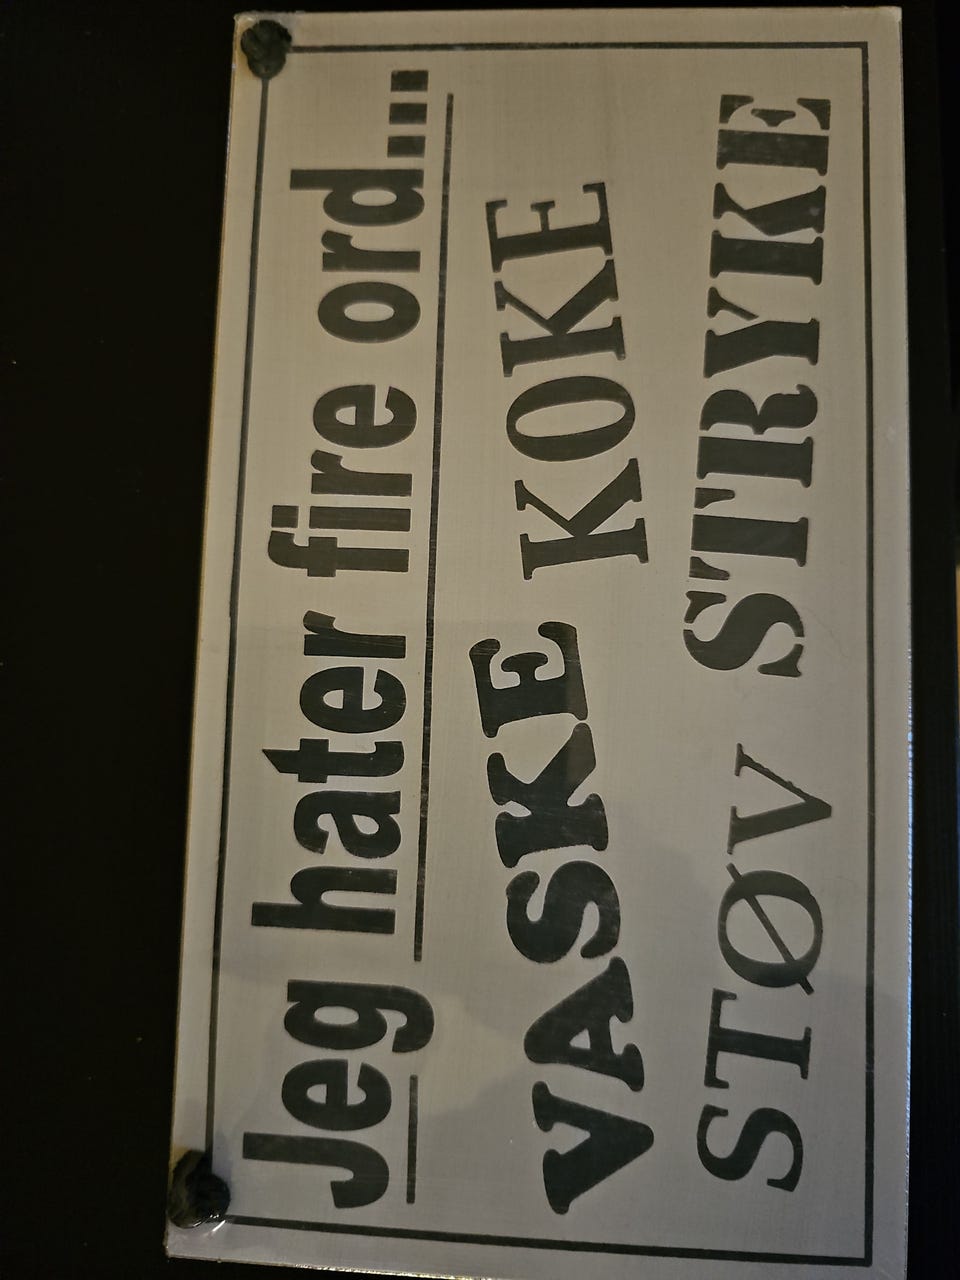 Jeg hater fire ord....
VASKE KOKE
STØV STRYKE